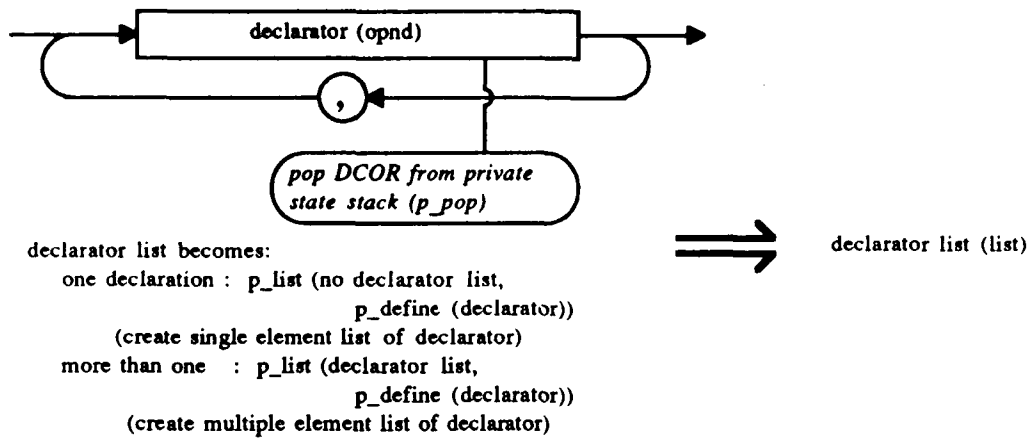 declarator (opnd)
,
pop DCOR from private
state stack (p_pop)
declarator list becomes:
one declaration : p_list (no declarator list,
p_define (declarator))
(create single element list of declarator)
more than one : p_list (declarator list,
p_define (declarator))
(create multiple element list of declarator)
declarator list (list)